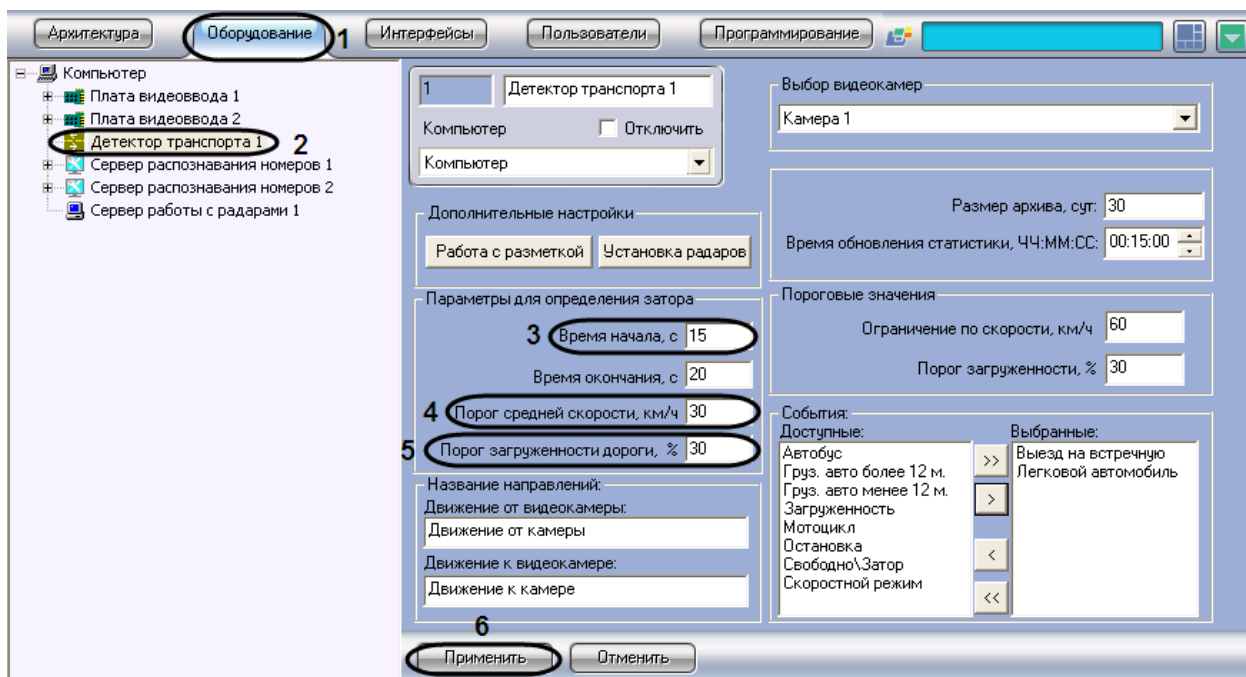 Архитектура Оборудование 1 Интерфейсы Пользователи Программирование
Компьютер
Плата видеоввода 1
Плата видеоввода 2
Детектор транспорта 1 2
Сервер распознавания номеров 1
Сервер распознавания номеров 2
Сервер работы с радарами 1
1 Детектор транспорта 1
Компьютер Отключить
Компьютер
Дополнительные настройки
Работа с разметкой Установка радаров
Параметры для определения затора
3 Время начала, с 15
Время окончания, с 20
4 Порог средней скорости, км/ч 30
5 Порог загруженности дороги, % 30
Название направлений:
Движение от видеокамеры:
Движение от камеры
Движение к видеокамере:
Движение к камере
Выбор видеокамер
Камера 1
Размер архива, сут: 30
Время обновления статистики, ЧЧ:ММ:СС: 00:15:00
Пороговые значения
Ограничение по скорости, км/ч 60
Порог загруженности, % 30
События:
Доступные:
Автобус
Груз. авто более 12 м.
Груз. авто менее 12 м.
Загруженность
Мотоцикл
Остановка
Свободно\Затор
Скоростной режим
>>
>
<
<<
Выбранные:
Выезд на встречную
Легковой автомобиль
6
Применить Отменить